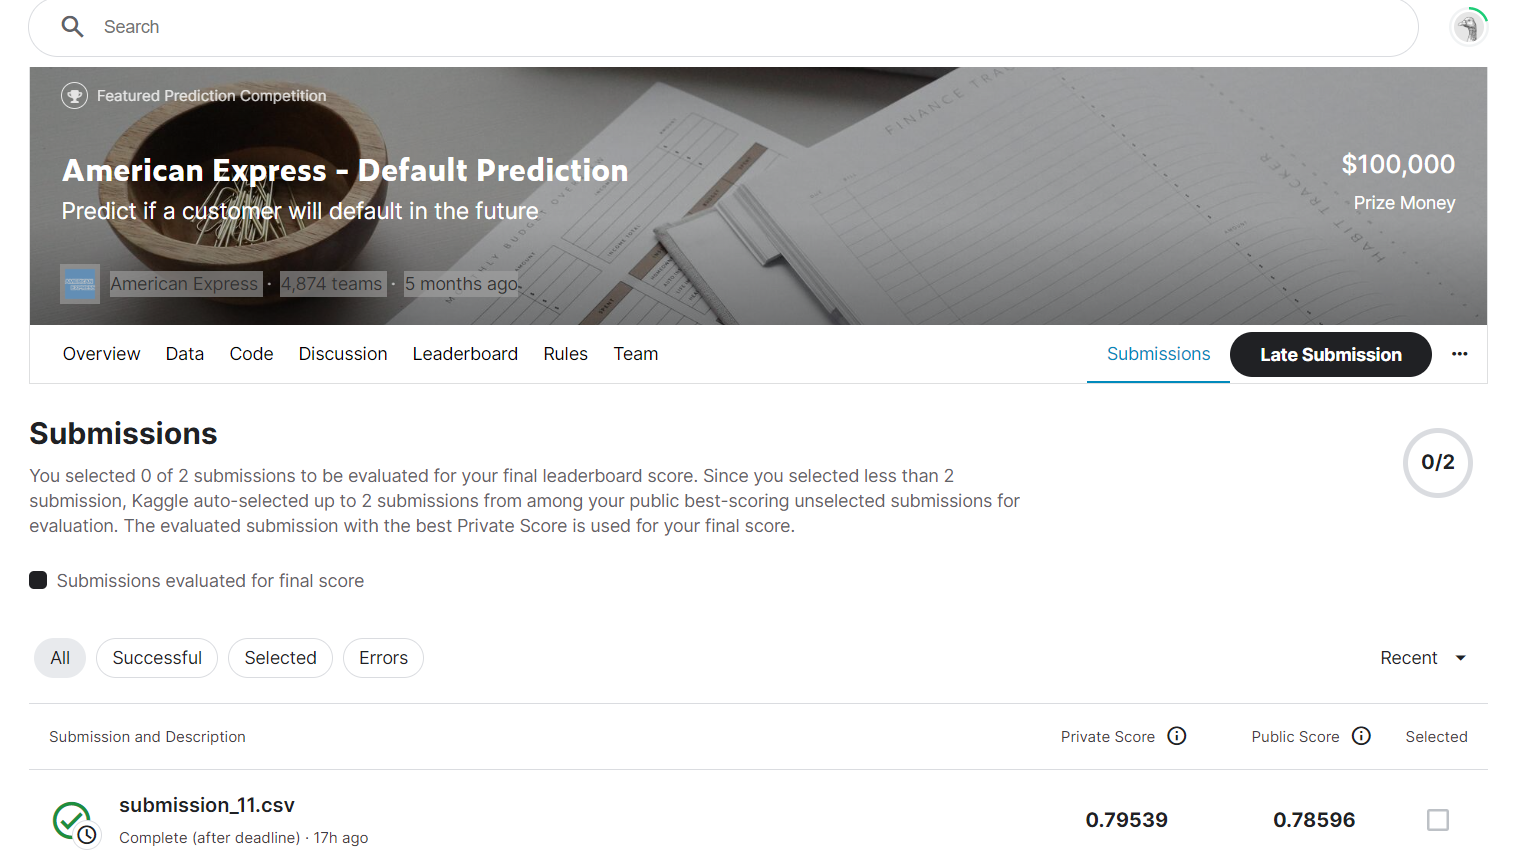 Search
Featured Prediction Competition
American Express - Default Prediction
$100,000
Predict if a customer will default in the future
Prize Money
FINANCE TRACKER
HABIT TRACKER
AMERICAN
EXPRESS
American Express · 4,874 teams · 5 months ago
Overview Data Code Discussion Leaderboard Rules Team Submissions Late Submission
Submissions
You selected 0 of 2 submissions to be evaluated for your final leaderboard score. Since you selected less than 2
submission, Kaggle auto-selected up to 2 submissions from among your public best-scoring unselected submissions for
evaluation. The evaluated submission with the best Private Score is used for your final score.
0/2
Submissions evaluated for final score
All Successful Selected Errors Recent
Submission and Description Private Score Public Score Selected
submission_11.csv
0.79539 0.78596
Complete (after deadline) · 17h ago